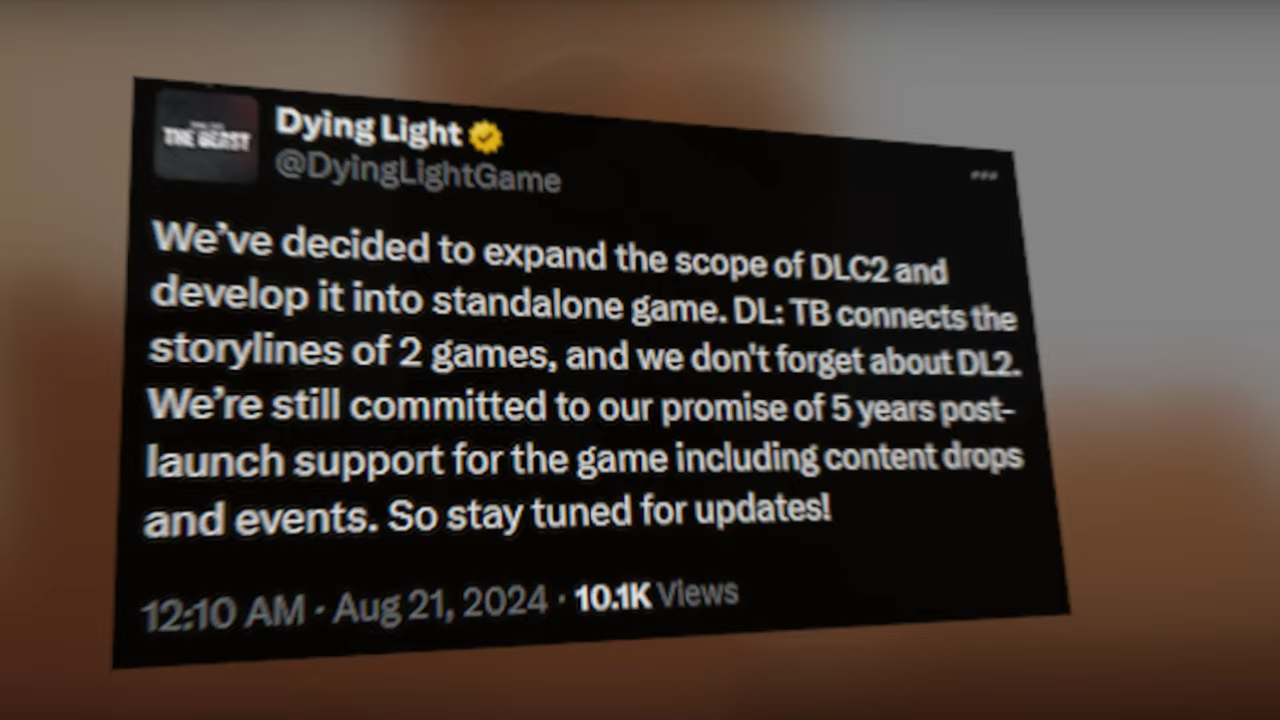 THE BEAST
Dying Light
@DyingLightGame
We've decided to expand the scope of DLC2 and
develop it into standalone game. DL: TB connects the
storylines of 2 games, and we don't forget about DL2.
We're still committed to our promise of 5 years post-
launch support for the game including content drops
and events. So stay tuned for updates!
12:10 AM · Aug 21, 2024 · 10.1K Views